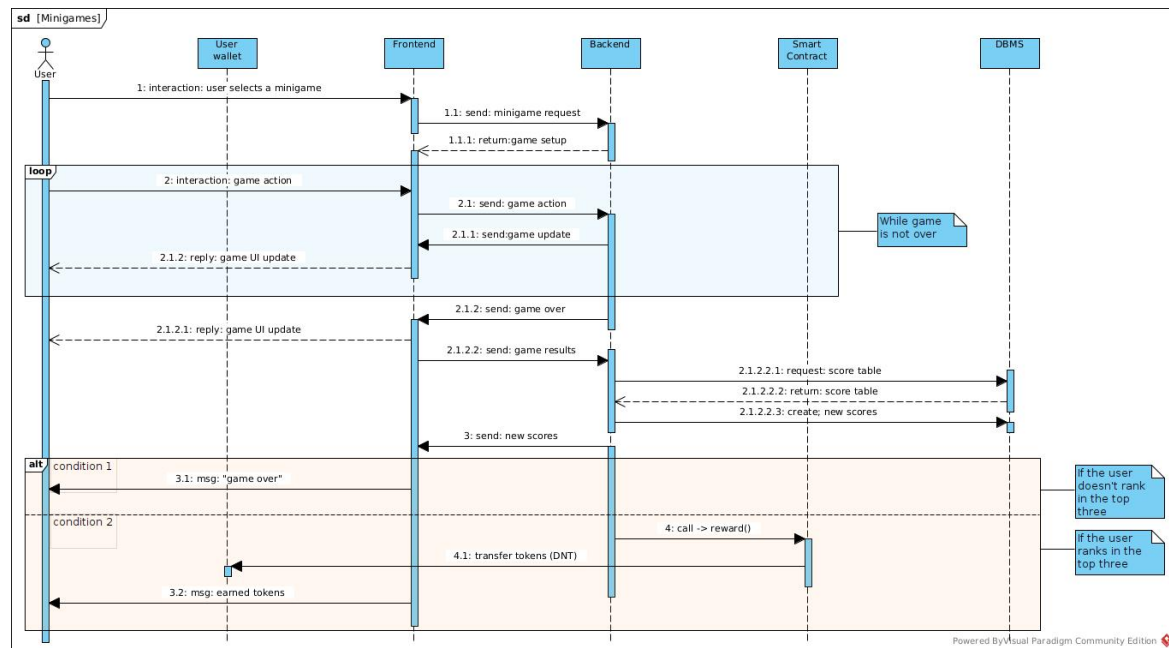 sd [Minigames]
User
User
wallet
Frontend
Backend
Smart
Contract
DBMS
1: interaction: user selects a minigame
1.1: send: minigame request
1.1.1: return:game setup
loop
2: interaction: game action
2.1: send: game action
While game
is not over
2.1.1: send:game update
2.1.2: reply: game UI update
2.1.2: send: game over
2.1.2.1: reply: game UI update
2.1.2.2: send: game results
2.1.2.2.1: request: score table
2.1.2.2.2: return: score table
2.1.2.2.3: create; new scores
3: send: new scores
alt
condition 1
3.1: msg: "game over"
If the user
doesn't rank
in the top
three
condition 2
4: call -> reward()
If the user
ranks in the
top three
4.1: transfer tokens (DNT)
3.2: msg: earned tokens
Powered ByVisual Paradigm Community Edition